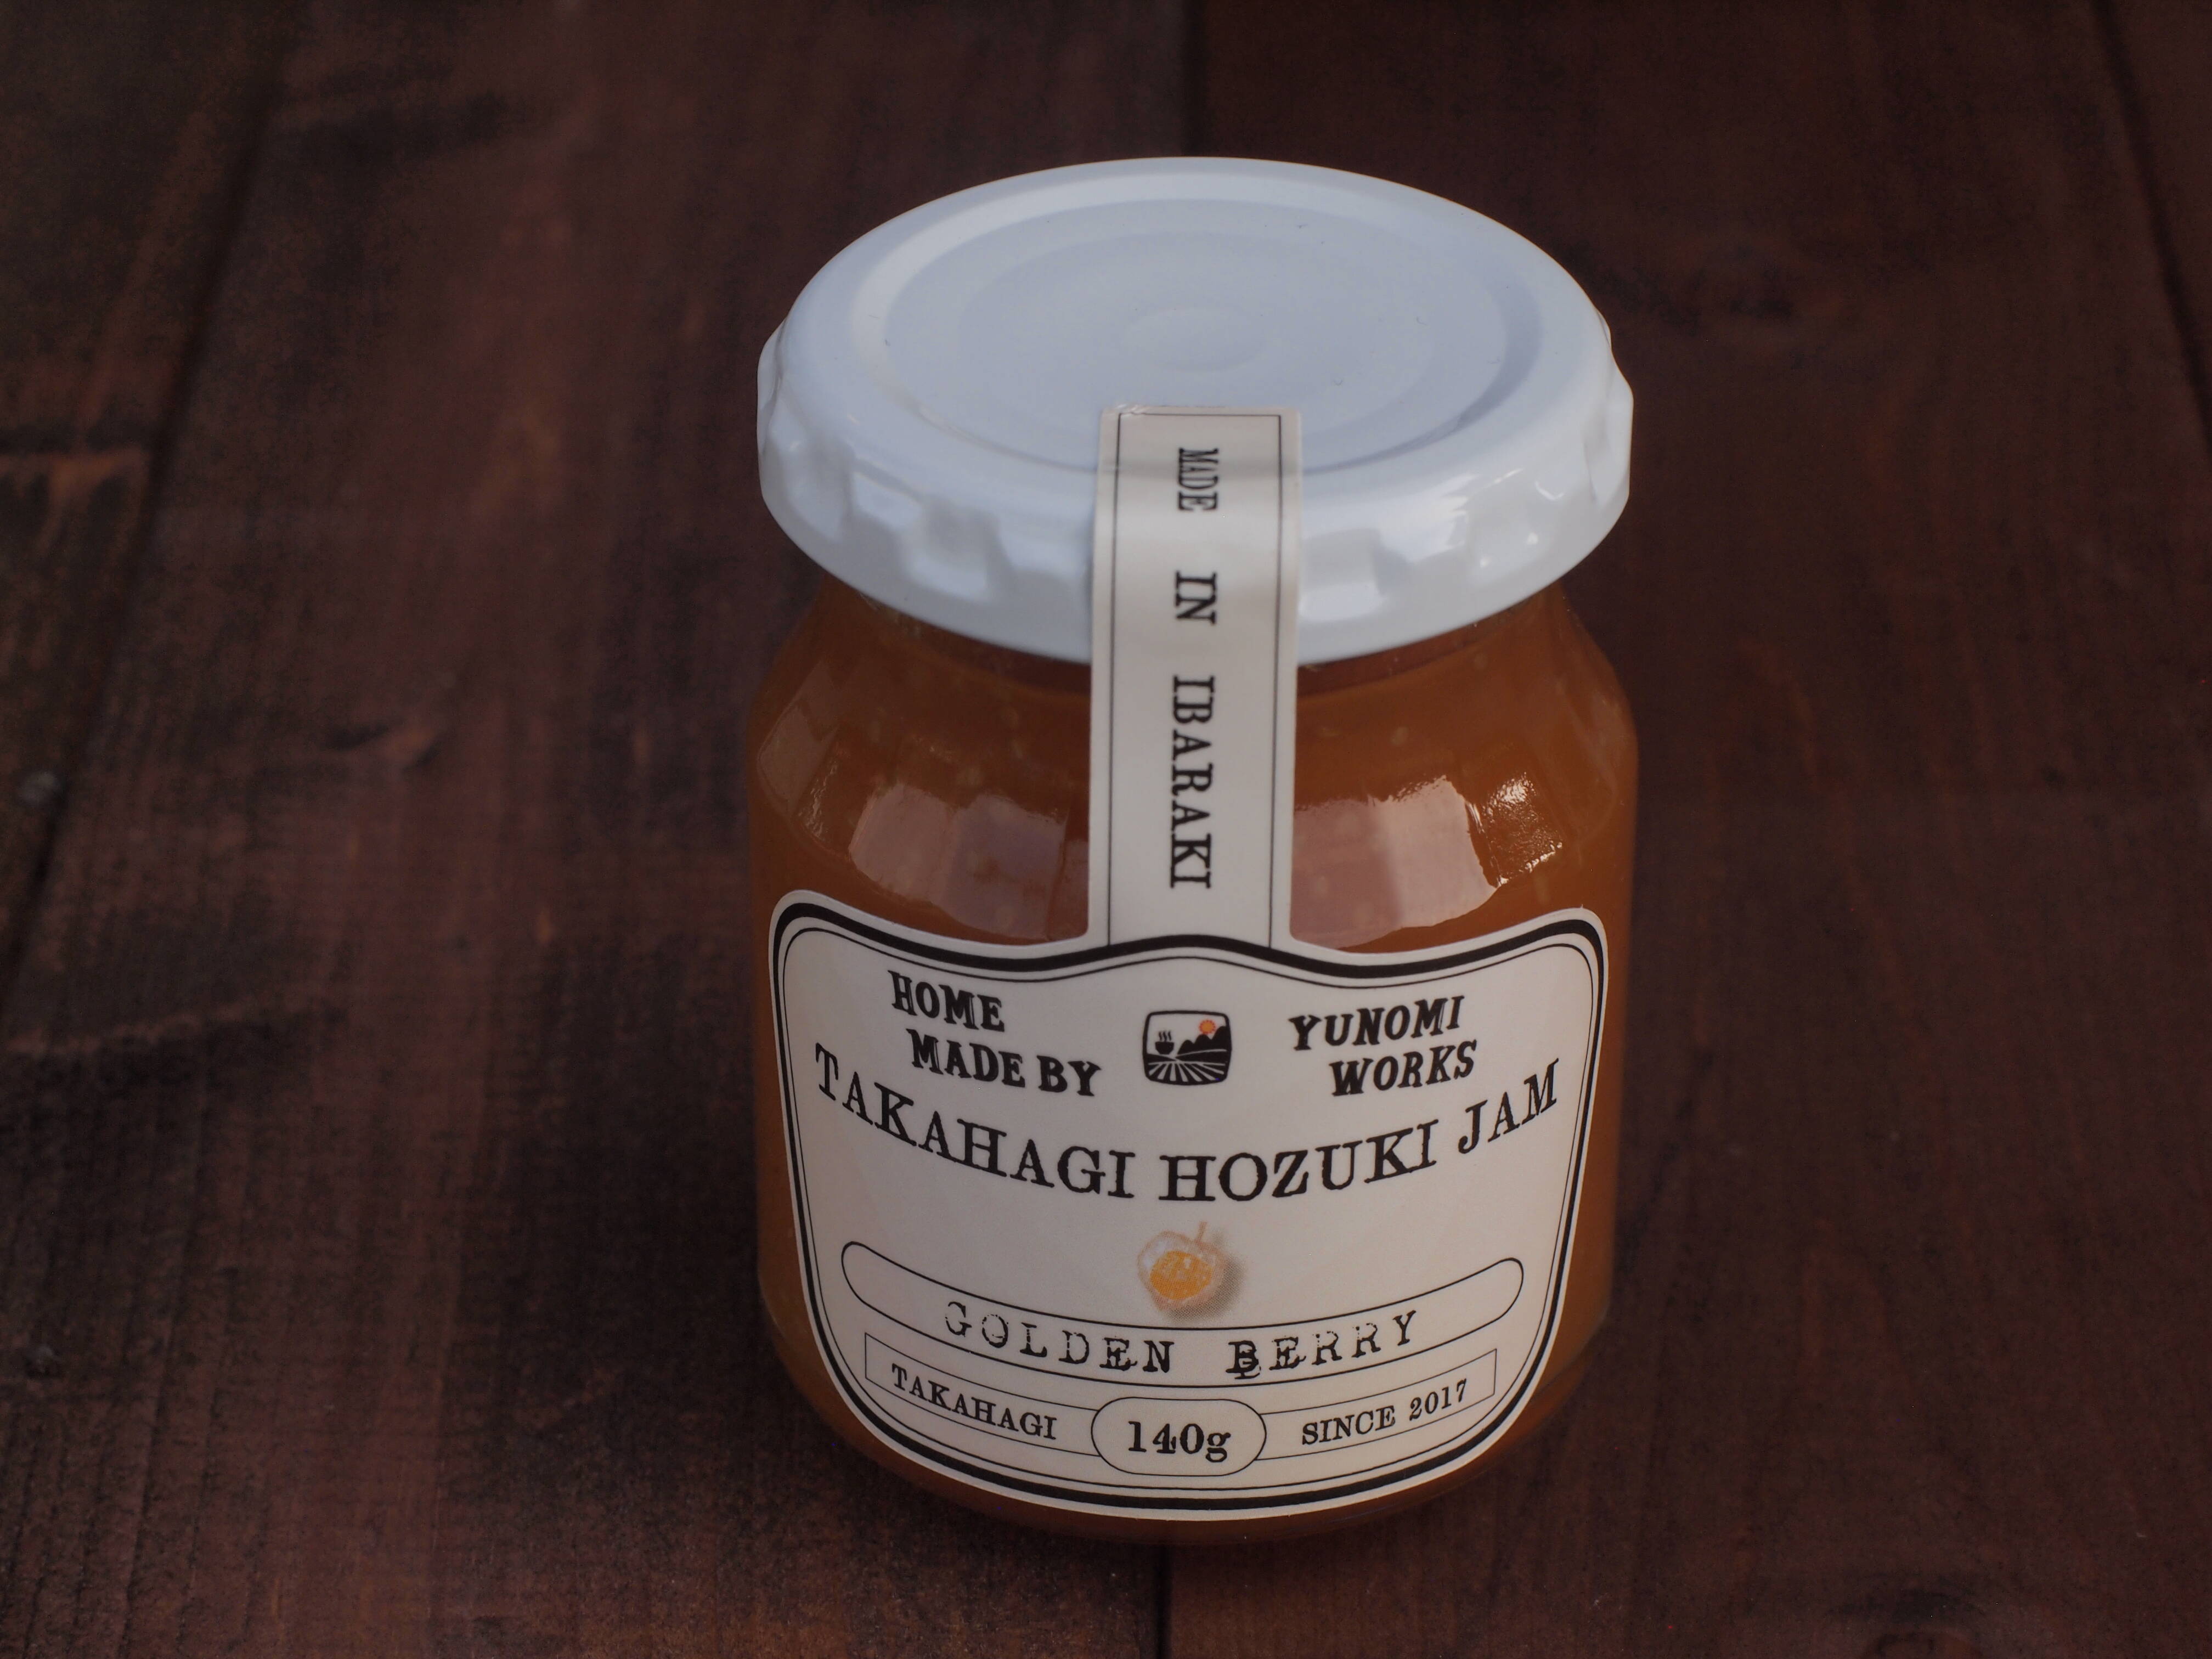 MADE IN IBARAKI
HOME
MADE BY
YUNOMI
WORKS
TAKAHAGI HOZUKI JAM
GOLDEN BERRY
TAKAHAGI
140g
SINCE 2017